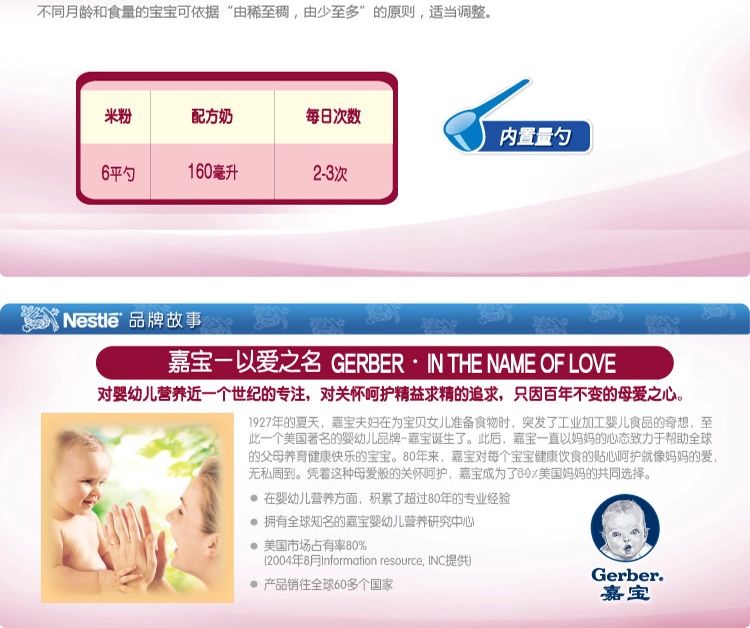 不同月龄和食量的宝宝可依据“由稀至稠，由少至多”的原则，适当调整。
米粉 配方奶 每日次数
6平勺 160毫升 2-3次
内置量勺
Nestlé 品牌故事
嘉宝－以爱之名 GERBER · IN THE NAME OF LOVE
对婴幼儿营养近一个世纪的专注，对关怀呵护精益求精的追求，只因百年不变的母爱之心。
1927年的夏天，嘉宝夫妇在为宝贝女儿准备食物时，突发了工业加工婴儿食品的奇想，至
此一个美国著名的婴幼儿品牌-嘉宝诞生了。此后，嘉宝一直以妈妈的心态致力于帮助全球
的父母养育健康快乐的宝宝。80年来，嘉宝对每个宝宝健康饮食的贴心呵护就像妈妈的爱，
无私周到。凭着这种母爱般的关怀呵护，嘉宝成为了80%美国妈妈的共同选择。
在婴幼儿营养方面，积累了超过80年的专业经验
拥有全球知名的嘉宝婴幼儿营养研究中心
美国市场占有率80%
(2004年8月Information resource, INC提供)
产品销往全球60多个国家
Gerber.
嘉宝